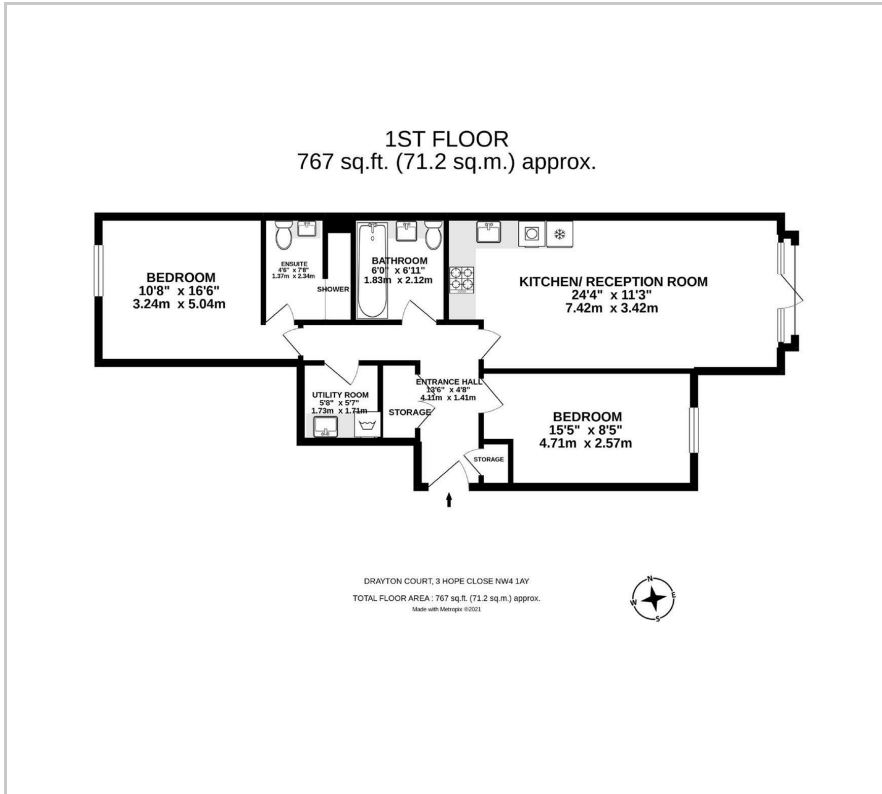 1ST FLOOR
767 sq.ft. (71.2 sq.m.) approx.
BEDROOM
10'8" x 16'6"
3.24m x 5.04m
ENSUITE
4'6" x 7'8"
1.37m x 2.34m
SHOWER
BATHROOM
6'0" x 6'11"
1.83m x 2.12m
KITCHEN/ RECEPTION ROOM
24'4" x 11'3"
7.42m x 3.42m
UTILITY ROOM
5'8" x 5'7"
1.73m x 1.71m
STORAGE
ENTRANCE HALL
13'6" x 4'8"
4.11m x 1.41m
STORAGE
BEDROOM
15'5" x 8'5"
4.71m x 2.57m
DRAYTON COURT, 3 HOPE CLOSE NW4 1AY
TOTAL FLOOR AREA : 767 sq.ft. (71.2 sq.m.) approx.
Made with Metropix ©2021
N
W
E
S